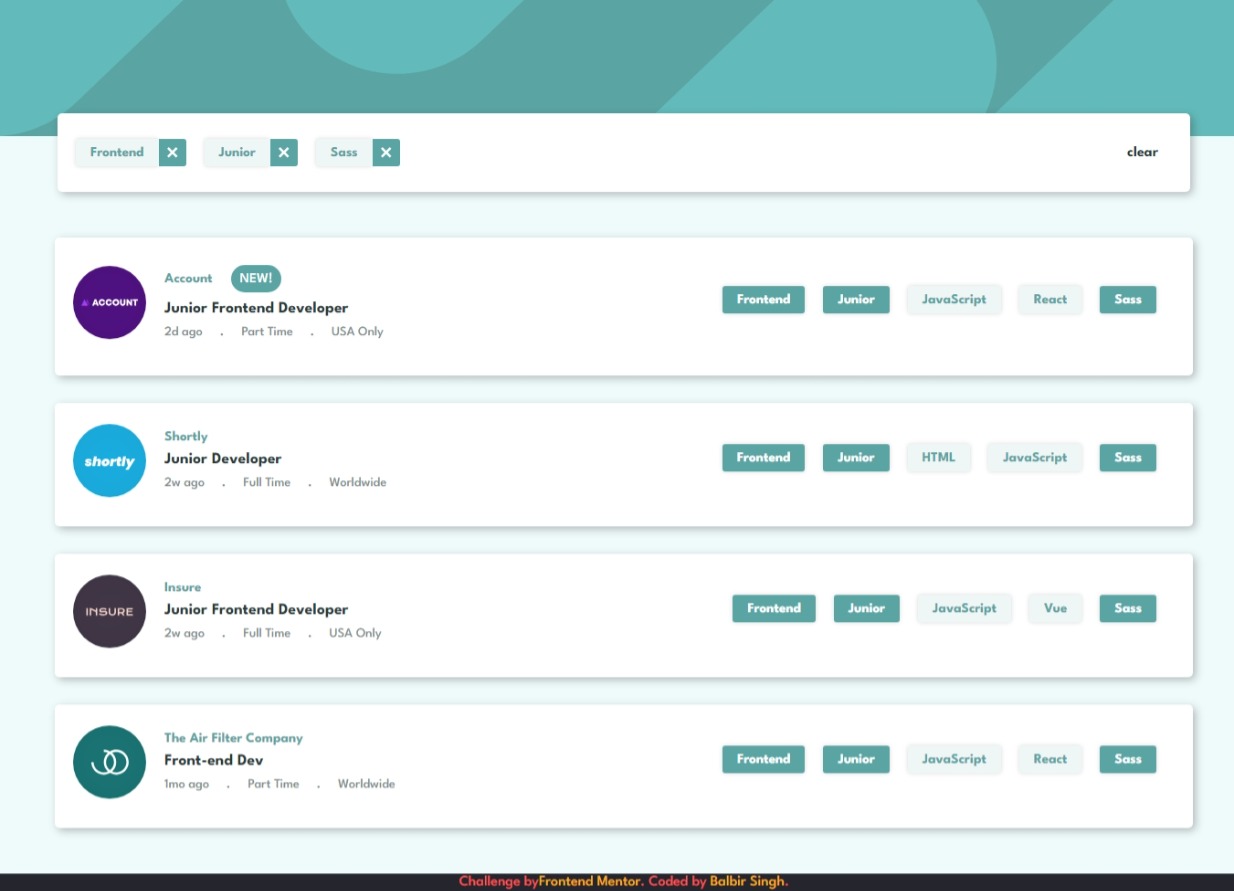 Frontend Junior Sass clear
Account NEW!
ACCOUNT
Junior Frontend Developer
2d ago . Part Time . USA Only
Frontend Junior JavaScript React Sass
Shortly
shortly
Junior Developer
2w ago . Full Time . Worldwide
Frontend Junior HTML JavaScript Sass
Insure
INSURE
Junior Frontend Developer
2w ago . Full Time . USA Only
Frontend Junior JavaScript Vue Sass
The Air Filter Company
Front-end Dev
1mo ago . Part Time . Worldwide
Frontend Junior JavaScript React Sass
Challenge byFrontend Mentor. Coded by Balbir Singh.